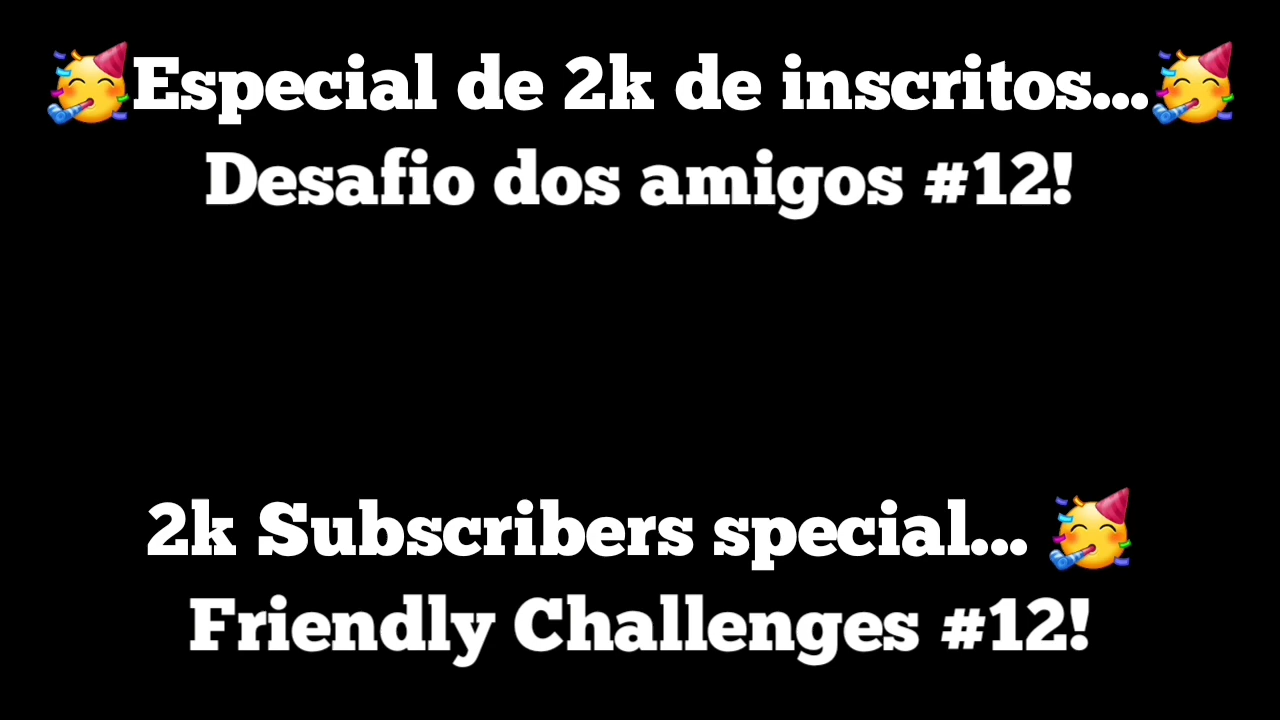 🥳Especial de 2k de inscritos...🥳
Desafio dos amigos #12!
2k Subscribers special... 🥳
Friendly Challenges #12!